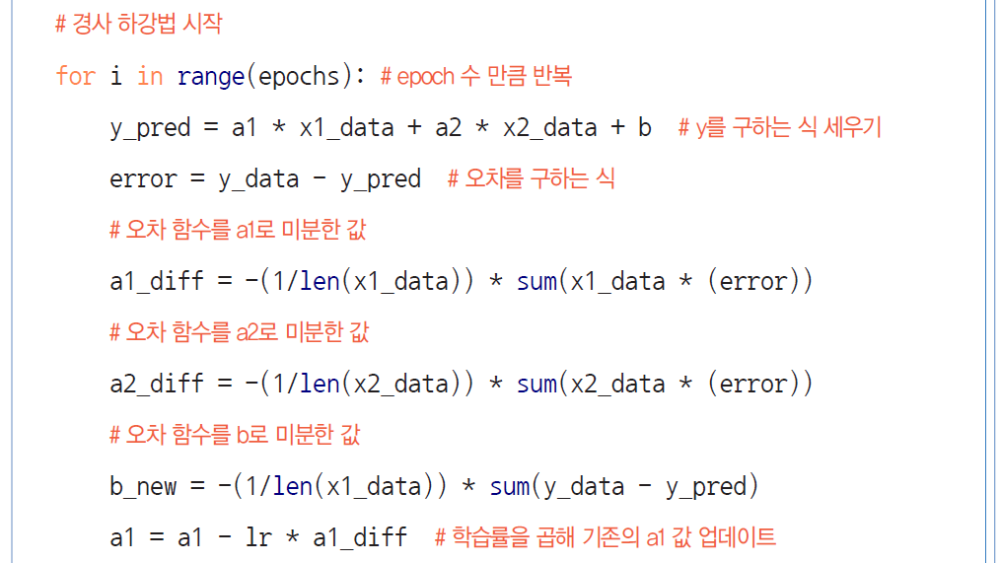 # 경사 하강법 시작
for i in range(epochs): # epoch 수 만큼 반복
y_pred = a1 * x1_data + a2 * x2_data + b # y를 구하는 식 세우기
error = y_data - y_pred # 오차를 구하는 식
# 오차 함수를 a1로 미분한 값
a1_diff = -(1/len(x1_data)) * sum(x1_data * (error))
# 오차 함수를 a2로 미분한 값
a2_diff = -(1/len(x2_data)) * sum(x2_data * (error))
# 오차 함수를 b로 미분한 값
b_new = -(1/len(x1_data)) * sum(y_data - y_pred)
a1 = a1 - lr * a1_diff # 학습률을 곱해 기존의 a1 값 업데이트